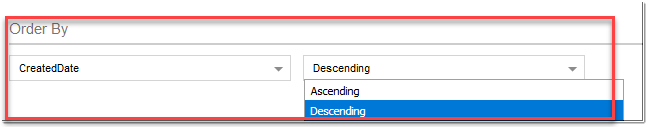 Order By
CreatedDate Descending
Ascending
Descending